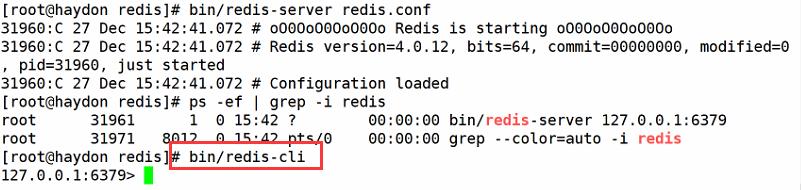 [root@haydon redis]# bin/redis-server redis.conf
31960:C 27 Dec 15:42:41.072 # oO0OoO0OoO0Oo Redis is starting oO0OoO0OoO0Oo
31960:C 27 Dec 15:42:41.072 # Redis version=4.0.12, bits=64, commit=00000000, modified=0
, pid=31960, just started
31960:C 27 Dec 15:42:41.072 # Configuration loaded
[root@haydon redis]# ps -ef | grep -i redis
root     31961     1  0 15:42 ?        00:00:00 bin/redis-server 127.0.0.1:6379
root     31971  8012  0 15:42 pts/0    00:00:00 grep --color=auto -i redis
[root@haydon redis]# bin/redis-cli
127.0.0.1:6379>